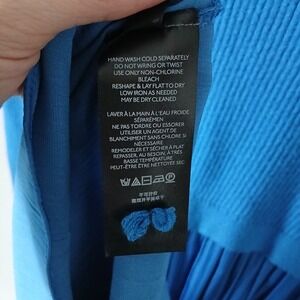 HAND WASH COLD SEPARATELY
DO NOT WRING OR TWIST
USE ONLY NON-CHLORINE
BLEACH
RESHAPE & LAY FLAT TO DRY
LOW IRON AS NEEDED
MAY BE DRY CLEANED
LAVER À LA MAIN À L'EAU FROIDE
SÉPARÉMEN
NE PAS TORDRE OU ESSORER
UTILISER UN AGENT DE
BLANCHIMENT SANS CHLORE SI
NÉCESSAIRE
REMODELER ET SÉCHER À PLAT
REPASSER, AU BESOIN, À TRÈS
BASSE TEMPÉRATURE
PEUT-ÊTRE ÊTRE NETTOYÉE SEC